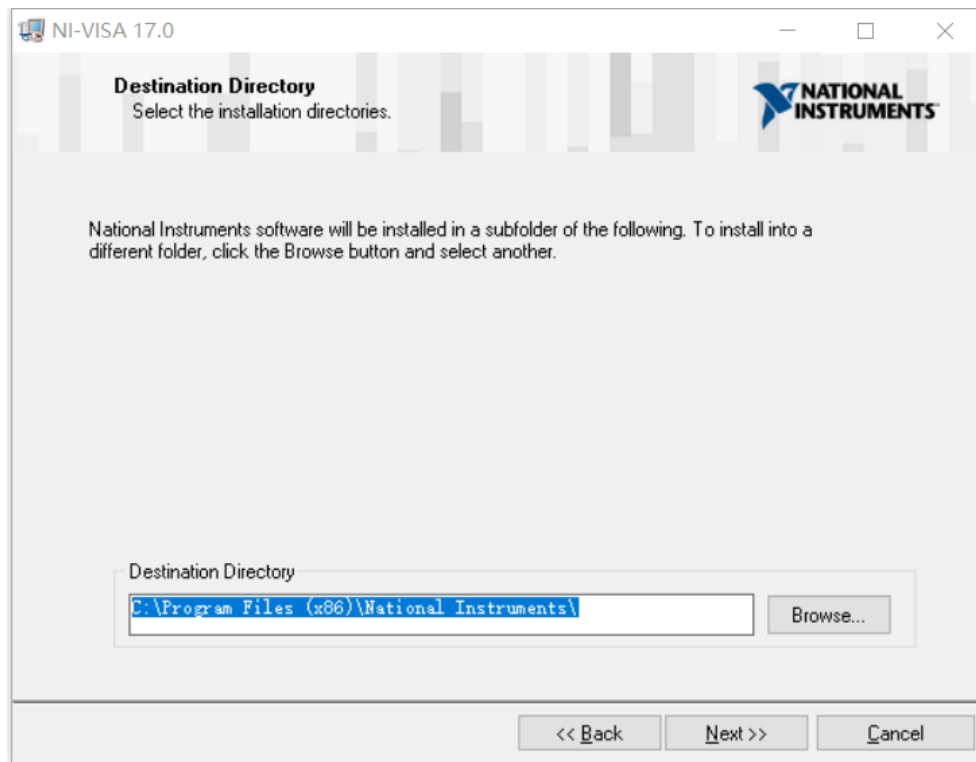 NI-VISA 17.0
Destination Directory
Select the installation directories.
NATIONAL
INSTRUMENTS
National Instruments software will be installed in a subfolder of the following. To install into a
different folder, click the Browse button and select another.
Destination Directory
C:\Program Files (x86)\National Instruments\
Browse...
<< Back
Next >>
Cancel